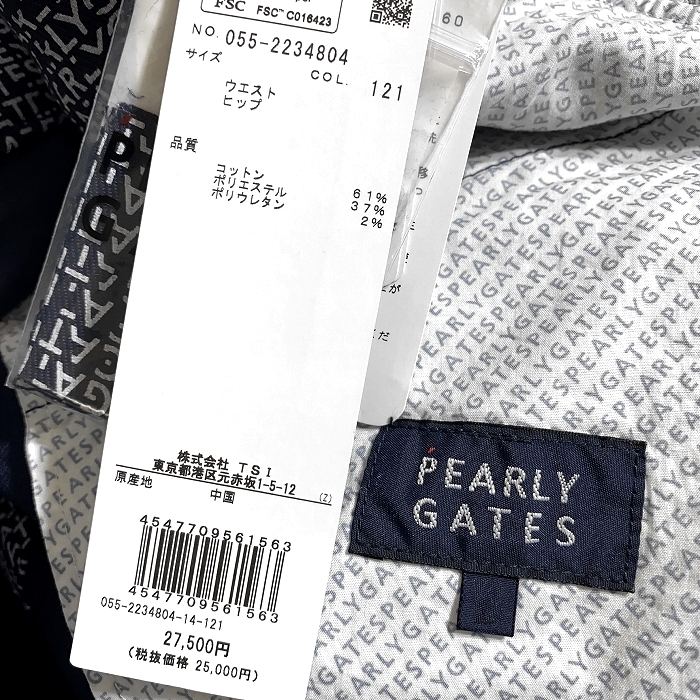 FSC FSC™ C016423
NO. 055-2234804
サイズ
COL. 121
ウエスト
ヒップ
品質
コットン 61%
ポリエステル 37%
ポリウレタン 2%
株式会社 TSI
東京都港区元赤坂1-5-12
原産地 中国 (Z)
4547709561563
4547709561563
055-2234804-14-121
27,500円
(税抜価格 25,000円)
60
P
G
PEARLY
GATES
PEARLYGATESPEARLYGATES